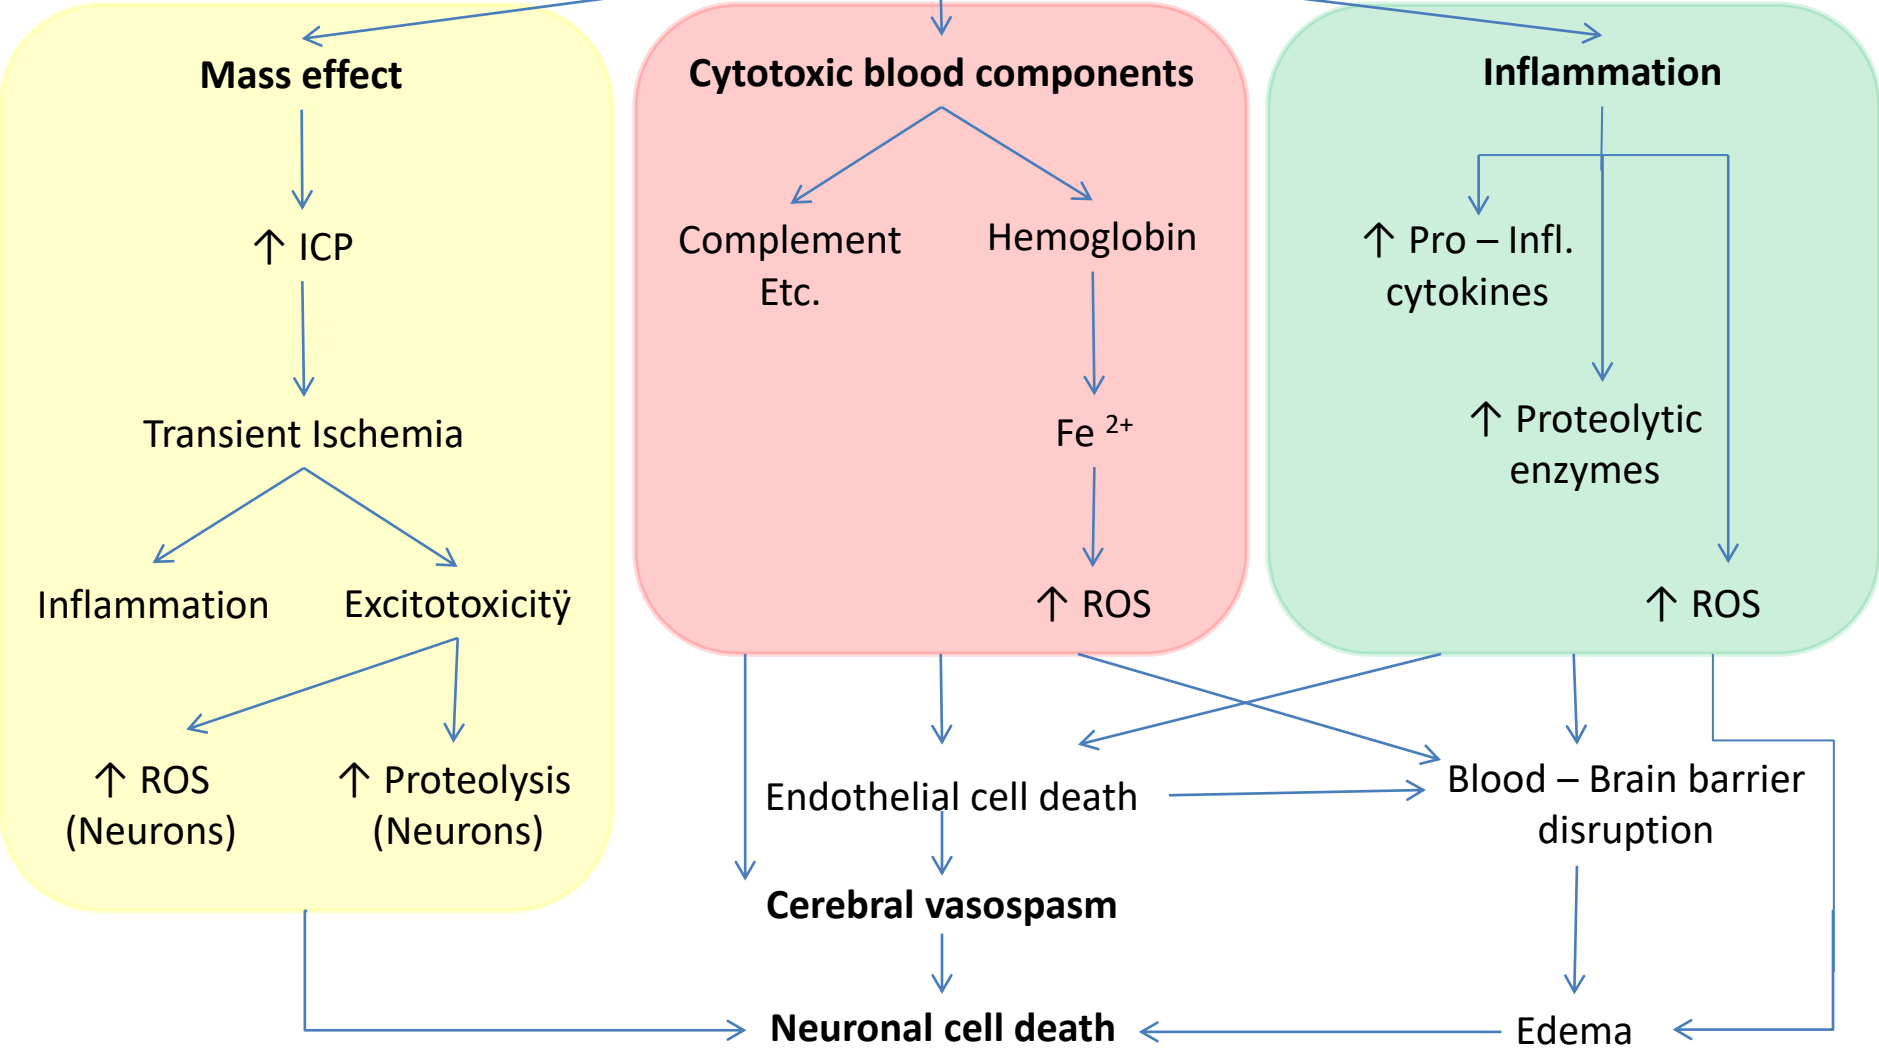 Mass effect
↑ ICP
Transient Ischemia
Inflammation
Excitotoxicitÿ
↑ ROS
(Neurons)
↑ Proteolysis
(Neurons)
Cytotoxic blood components
Complement
Etc.
Hemoglobin
Fe 2+
↑ ROS
Inflammation
↑ Pro – Infl.
cytokines
↑ Proteolytic
enzymes
↑ ROS
Endothelial cell death
Blood – Brain barrier
disruption
Cerebral vasospasm
Neuronal cell death
Edema